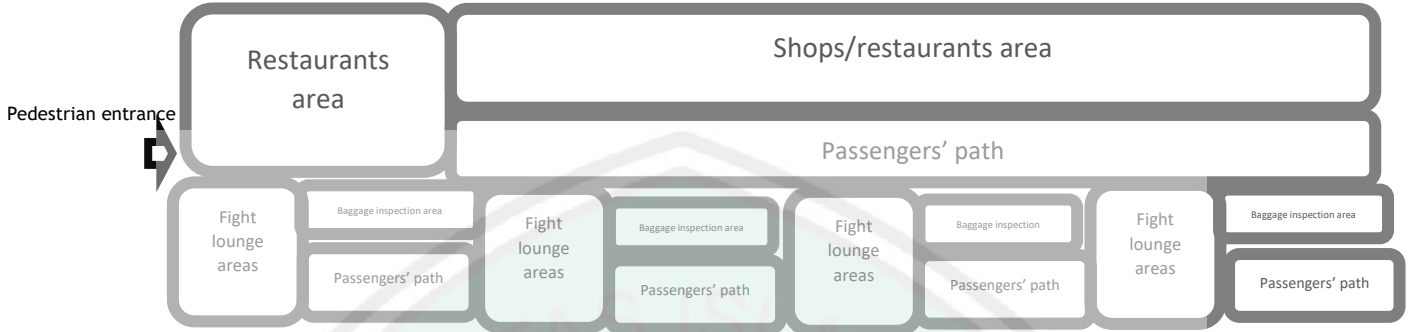 Restaurants
area
Shops/restaurants area
Pedestrian entrance
Passengers’ path
Fight
lounge
areas
Baggage inspection area
Passengers’ path
Fight
lounge
areas
Baggage inspection area
Passengers’ path
Fight
lounge
areas
Baggage inspection
Passengers’ path
Fight
lounge
areas
Baggage inspection area
Passengers’ path